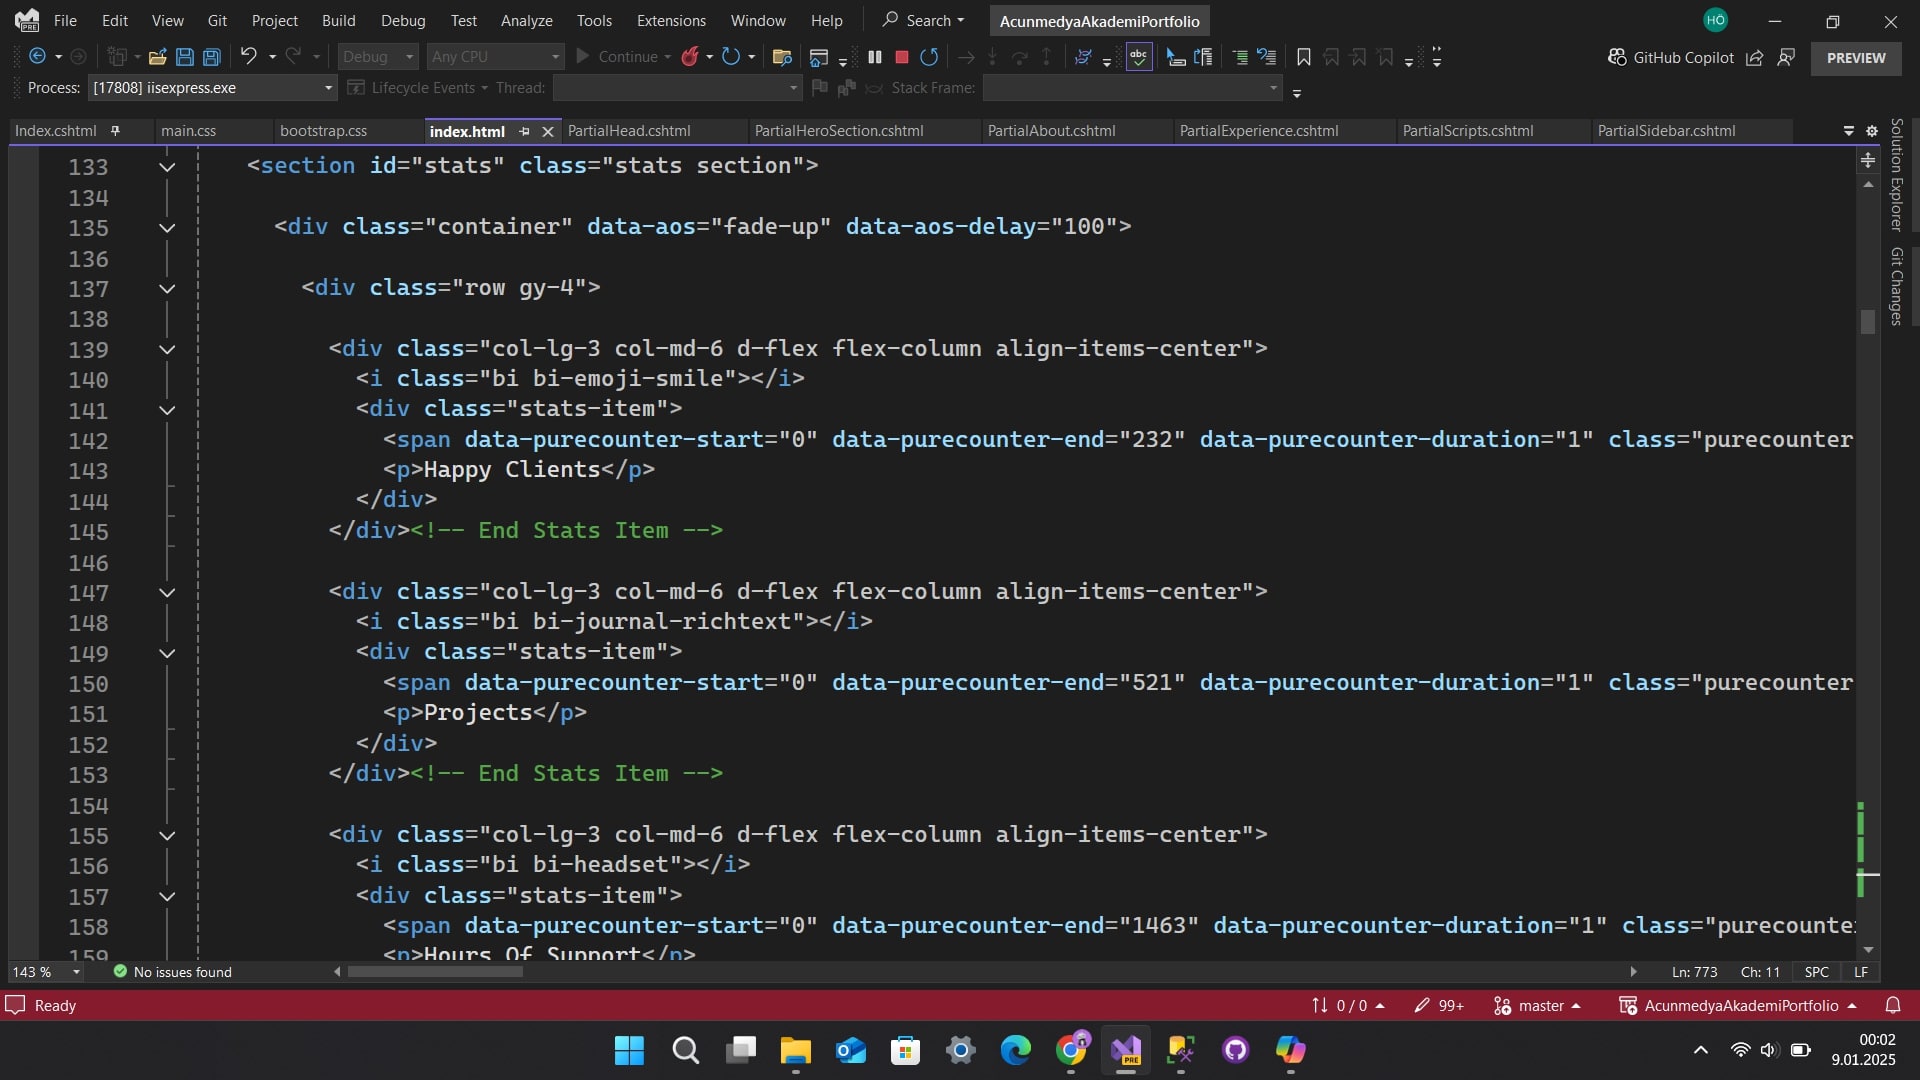 File Edit View Git Project Build Debug Test Analyze Tools Extensions Window Help Search AcunmedyaAkademiPortfolio HÖ
Debug Any CPU Continue abc GitHub Copilot PREVIEW
Process: [17808] iisexpress.exe Lifecycle Events Thread: Stack Frame:
Index.cshtml main.css bootstrap.css index.html PartialHead.cshtml PartialHeroSection.cshtml PartialAbout.cshtml PartialExperience.cshtml PartialScripts.cshtml PartialSidebar.cshtml
Solution Explorer
Git Changes
133 <section id="stats" class="stats section">
134
135 <div class="container" data-aos="fade-up" data-aos-delay="100">
136
137 <div class="row gy-4">
138
139 <div class="col-lg-3 col-md-6 d-flex flex-column align-items-center">
140 <i class="bi bi-emoji-smile"></i>
141 <div class="stats-item">
142 <span data-purecounter-start="0" data-purecounter-end="232" data-purecounter-duration="1" class="purecounter
143 <p>Happy Clients</p>
144 </div>
145 </div><!-- End Stats Item -->
146
147 <div class="col-lg-3 col-md-6 d-flex flex-column align-items-center">
148 <i class="bi bi-journal-richtext"></i>
149 <div class="stats-item">
150 <span data-purecounter-start="0" data-purecounter-end="521" data-purecounter-duration="1" class="purecounter
151 <p>Projects</p>
152 </div>
153 </div><!-- End Stats Item -->
154
155 <div class="col-lg-3 col-md-6 d-flex flex-column align-items-center">
156 <i class="bi bi-headset"></i>
157 <div class="stats-item">
158 <span data-purecounter-start="0" data-purecounter-end="1463" data-purecounter-duration="1" class="purecounte
159 <p>Hours Of Support</p>
143 % No issues found Ln: 773 Ch: 11 SPC LF
Ready 0 / 0 99+ master AcunmedyaAkademiPortfolio
PRE
00:02
9.01.2025